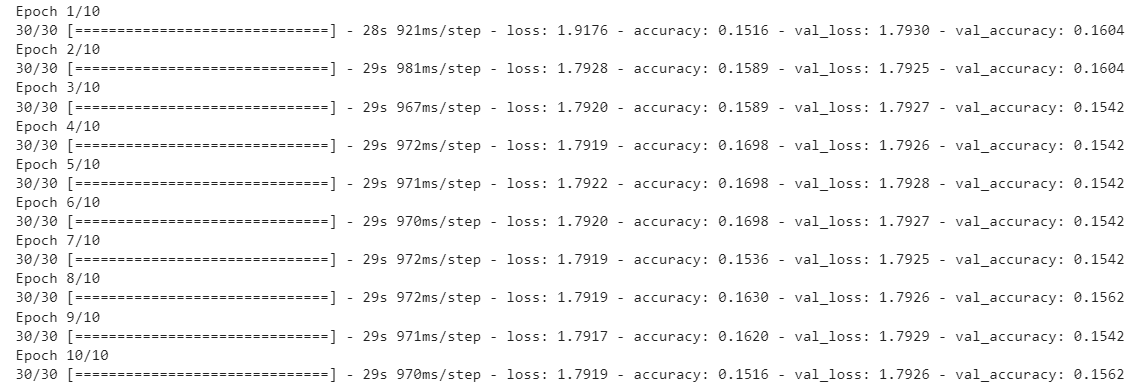 Epoch 1/10
30/30 [==============================] - 28s 921ms/step - loss: 1.9176 - accuracy: 0.1516 - val_loss: 1.7930 - val_accuracy: 0.1604
Epoch 2/10
30/30 [==============================] - 29s 981ms/step - loss: 1.7928 - accuracy: 0.1589 - val_loss: 1.7925 - val_accuracy: 0.1604
Epoch 3/10
30/30 [==============================] - 29s 967ms/step - loss: 1.7920 - accuracy: 0.1589 - val_loss: 1.7927 - val_accuracy: 0.1542
Epoch 4/10
30/30 [==============================] - 29s 972ms/step - loss: 1.7919 - accuracy: 0.1698 - val_loss: 1.7926 - val_accuracy: 0.1542
Epoch 5/10
30/30 [==============================] - 29s 971ms/step - loss: 1.7922 - accuracy: 0.1698 - val_loss: 1.7928 - val_accuracy: 0.1542
Epoch 6/10
30/30 [==============================] - 29s 970ms/step - loss: 1.7920 - accuracy: 0.1698 - val_loss: 1.7927 - val_accuracy: 0.1542
Epoch 7/10
30/30 [==============================] - 29s 972ms/step - loss: 1.7919 - accuracy: 0.1536 - val_loss: 1.7925 - val_accuracy: 0.1542
Epoch 8/10
30/30 [==============================] - 29s 972ms/step - loss: 1.7919 - accuracy: 0.1630 - val_loss: 1.7926 - val_accuracy: 0.1562
Epoch 9/10
30/30 [==============================] - 29s 971ms/step - loss: 1.7917 - accuracy: 0.1620 - val_loss: 1.7929 - val_accuracy: 0.1542
Epoch 10/10
30/30 [==============================] - 29s 970ms/step - loss: 1.7919 - accuracy: 0.1516 - val_loss: 1.7926 - val_accuracy: 0.1562